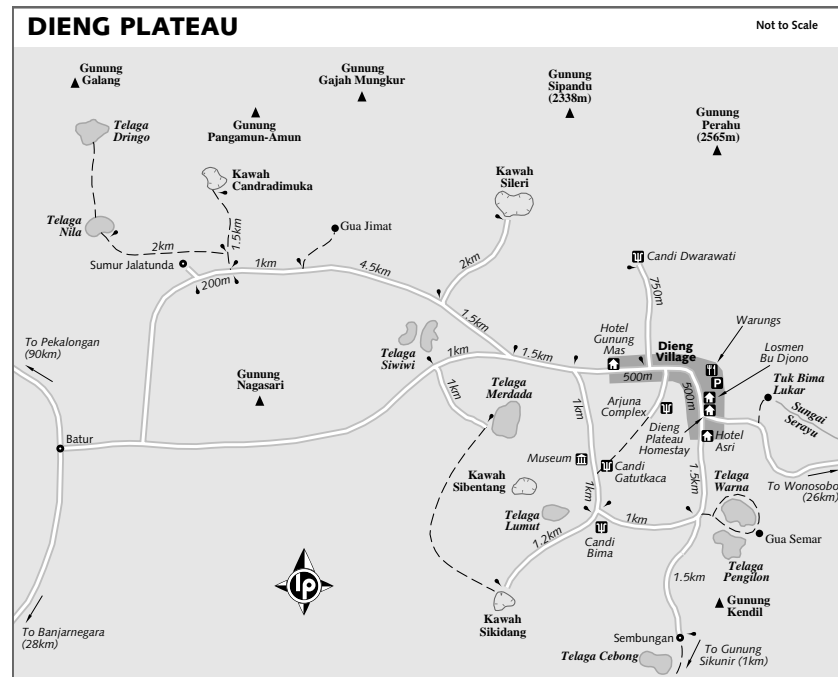 DIENG PLATEAU
Not to Scale
Gunung
Galang
Gunung
Gajah Mungkur
Gunung
Sipandu
(2338m)
Gunung
Perahu
(2565m)
Telaga
Dringo
Gunung
Pangamun-Amun
Kawah
Candradimuka
Kawah
Sileri
Telaga
Nila
2km
1.5km
Gua Jimat
Sumur Jalatunda
200m
1km
4.5km
2km
Candi Dwarawati
750m
1.5km
To Pekalongan
(90km)
Telaga
Siwiwi
1km
1.5km
Hotel
Gunung
Mas
Dieng
Village
Warungs
Losmen
Bu Djono
P
500m
500m
Tuk Bima
Lukar
Sungai
Serayu
Gunung
Nagasari
1km
Telaga
Merdada
1km
Arjuna
Complex
Dieng
Plateau
Homestay
Hotel
Asri
Batur
Museum
Candi
Gatutkaca
1.5km
Telaga
Warna
To Wonosobo
(26km)
Kawah
Sibentang
1km
Telaga
Lumut
1km
Gua Semar
1.2km
Candi
Bima
Telaga
Pengilon
lp
1.5km
Gunung
Kendil
Kawah
Sikidang
To Banjarnegara
(28km)
Sembungan
To Gunung
Sikunir (1km)
Telaga Cebong